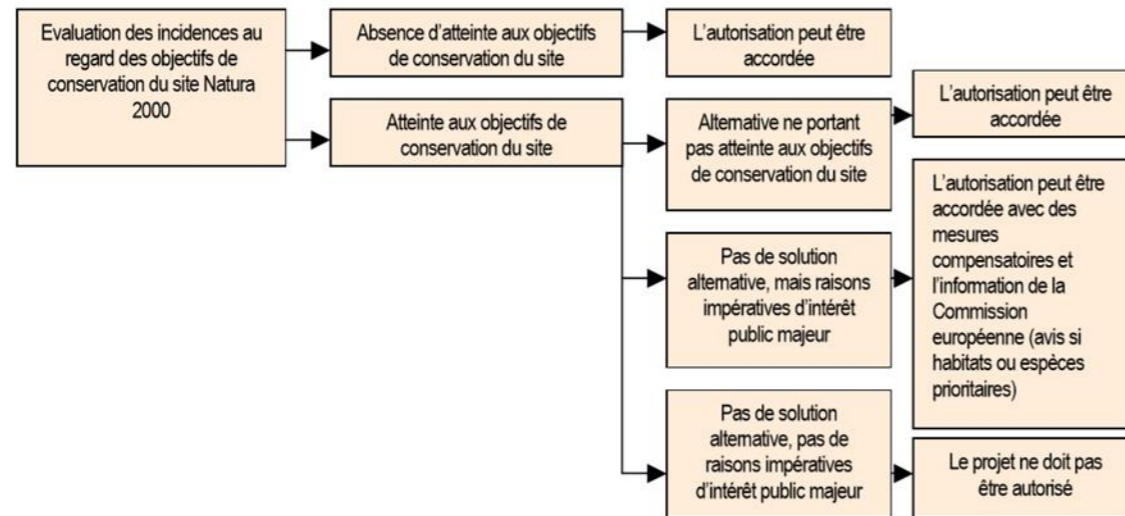 Evaluation des incidences au
regard des objectifs de
conservation du site Natura
2000
Absence d'atteinte aux objectifs
de conservation du site
L'autorisation peut être
accordée
Atteinte aux objectifs de
conservation du site
Alternative ne portant
pas atteinte aux objectifs
de conservation du site
L'autorisation peut être
accordée
Pas de solution
alternative, mais raisons
impératives d'intérêt
public majeur
L'autorisation peut être
accordée avec des
mesures
compensatoires et
l'information de la
Commission
européenne (avis si
habitats ou espèces
prioritaires)
Pas de solution
alternative, pas de
raisons impératives
d'intérêt public majeur
Le projet ne doit pas
être autorisé